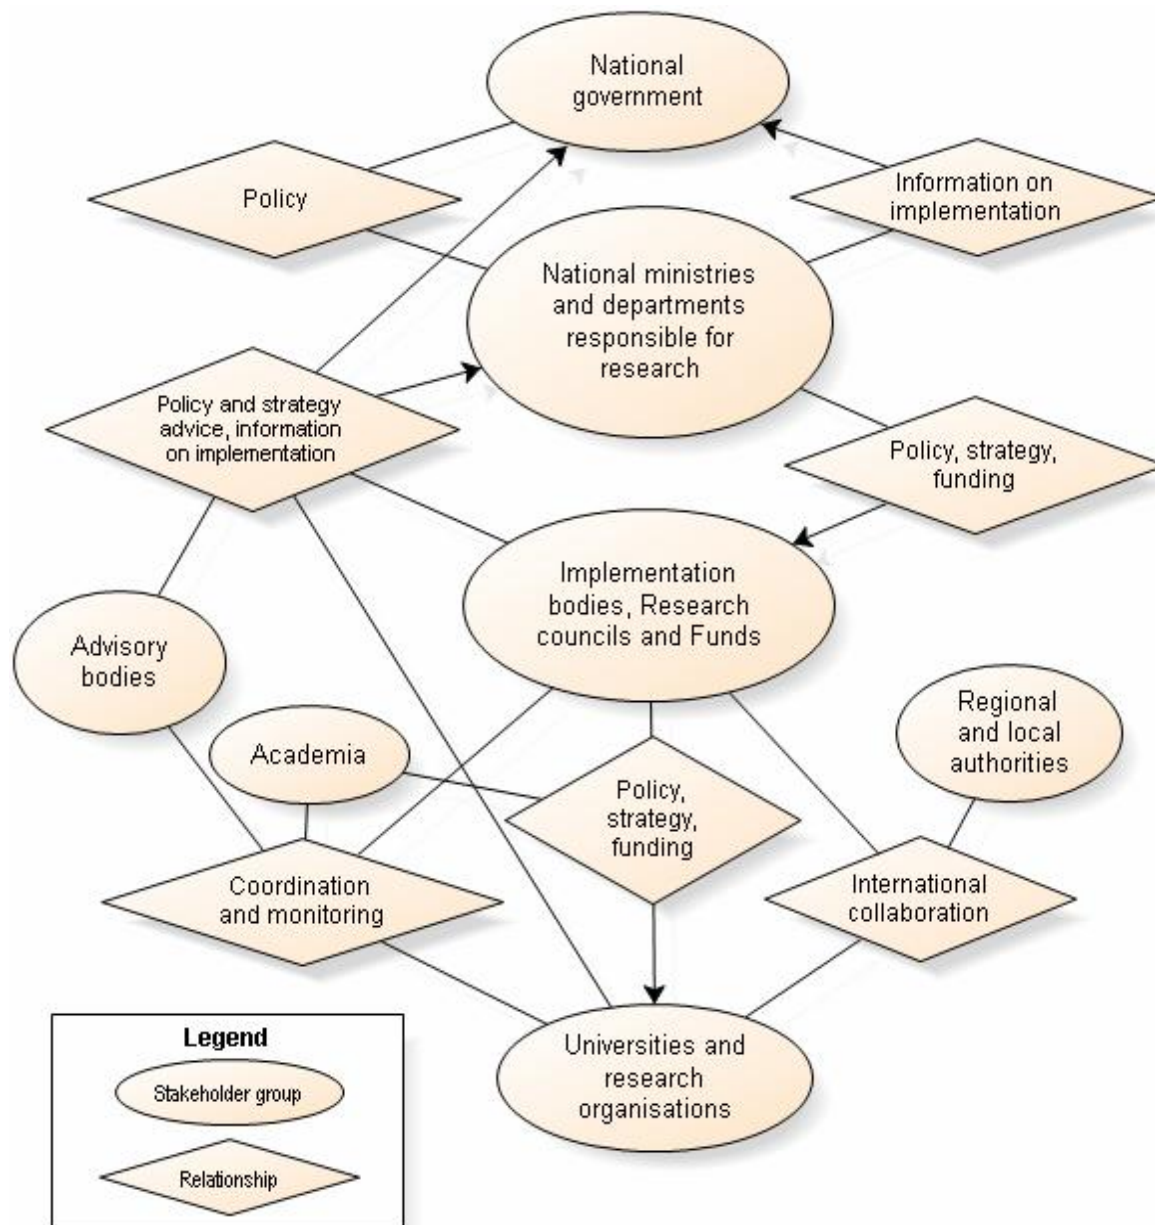 National
government
Policy
Information on
implementation
National ministries
and departments
responsible for
research
Policy and strategy
advice, information
on implementation
Policy, strategy,
funding
Implementation
bodies, Research
councils and Funds
Advisory
bodies
Regional
and local
authorities
Academia
Policy,
strategy,
funding
Coordination
and monitoring
International
collaboration
Universities and
research
organisations
Legend
Stakeholder group
Relationship